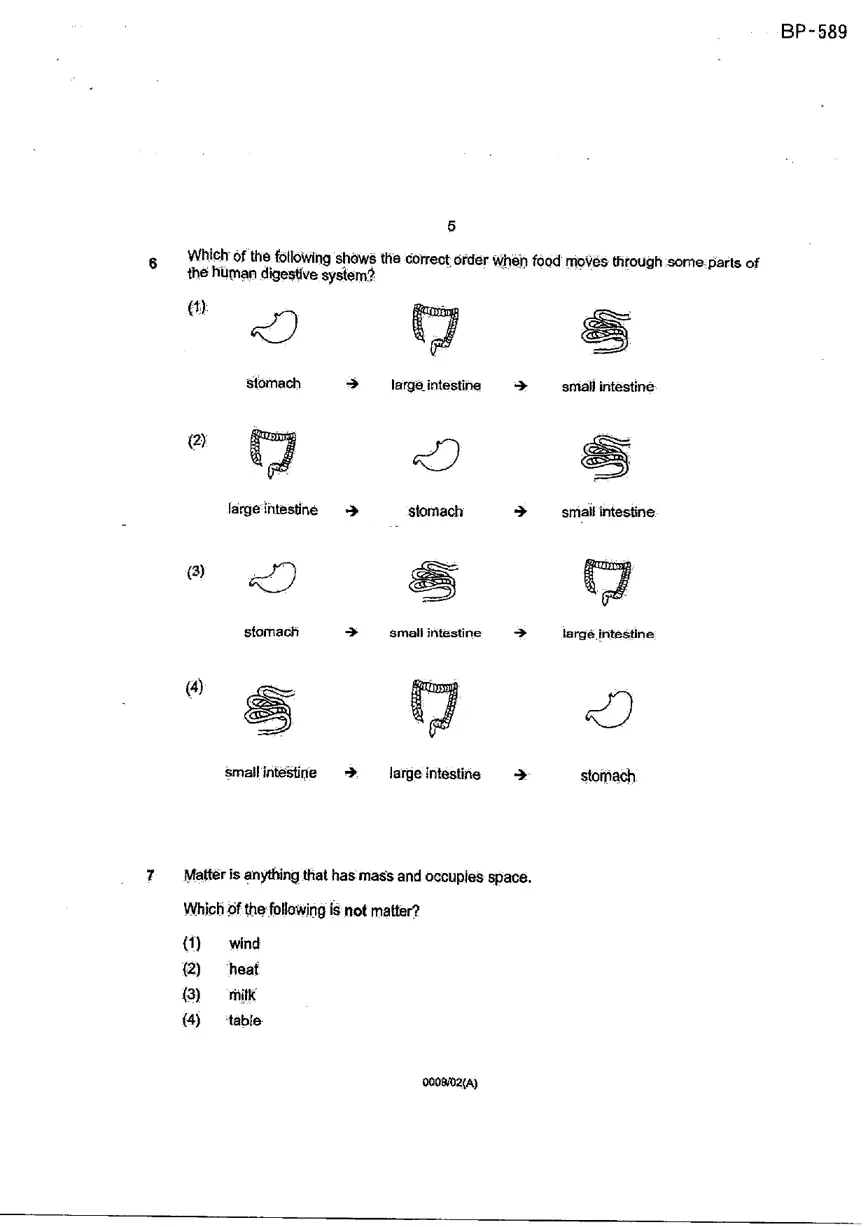 BP-589
5
6 Which of the following shows the correct order when food moves through some parts of
the human digestive system?
(1)
stomach → large intestine → small intestine
(2)
large intestine → stomach → small intestine
(3)
stomach → small intestine → large intestine
(4)
small intestine → large intestine → stomach
7 Matter is anything that has mass and occupies space.
Which of the following is not matter?
(1) wind
(2) heat
(3) milk
(4) table
0009/02(A)